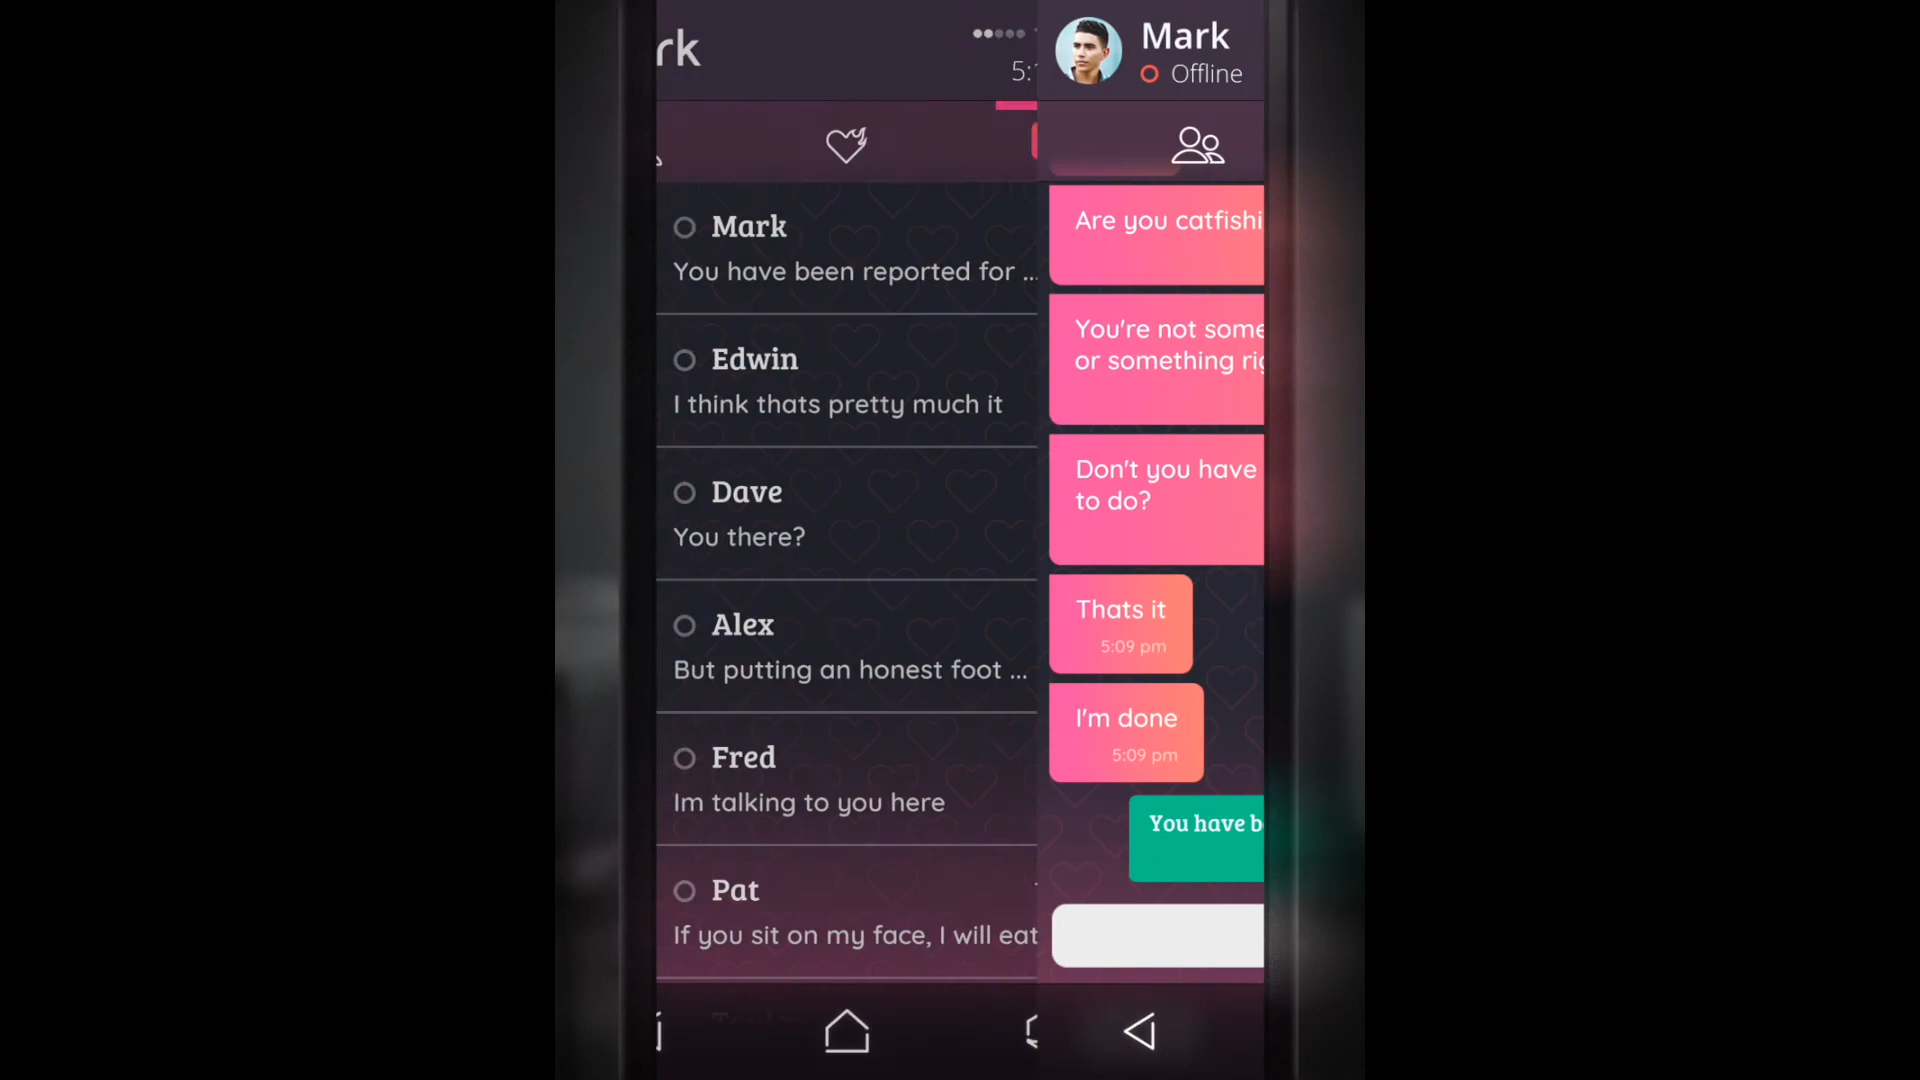 rk
5:
Mark
You have been reported for ...
Edwin
I think thats pretty much it
Dave
You there?
Alex
But putting an honest foot ...
Fred
Im talking to you here
Pat
If you sit on my face, I will eat
Mark
Offline
Are you catfishi
You're not some
or something ri
Don't you have
to do?
Thats it
5:09 pm
I'm done
5:09 pm
You have b